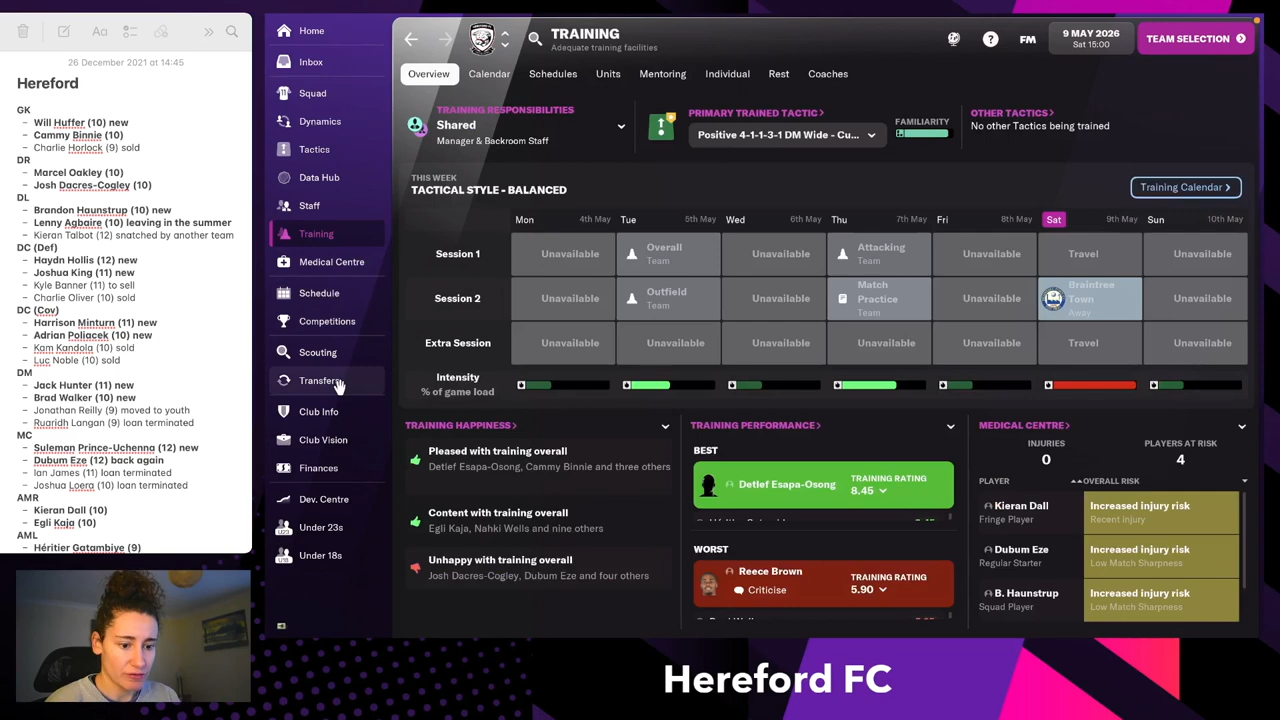 26 December 2021 at 14:45
Hereford
GK
– Will Huffer (10) new
– Cammy Binnie (10)
– Charlie Horlock (9) sold
DR
– Marcel Oakley (10)
– Josh Dacres-Cogley (10)
DL
– Brandon Haunstrup (10) new
– Lenny Agbaire (10) leaving in the summer
– Kieran Talbot (12) snatched by another team
DC (Def)
– Haydn Hollis (12) new
– Joshua King (11) new
– Kyle Banner (11) to sell
– Charlie Oliver (10) sold
DC (Cov)
– Harrison Minturn (11) new
– Adrian Poliacek (10) new
– Kam Kandola (10) sold
– Luc Noble (10) sold
DM
– Jack Hunter (11) new
– Brad Walker (10) new
– Jonathan Reilly (9) moved to youth
– Ruaridh Langan (9) loan terminated
MC
– Suleman Prince-Uchenna (12) new
– Dubum Eze (12) back again
– Ian James (11) loan terminated
– Joshua Loera (10) loan terminated
AMR
– Kieran Dall (10)
– Egli Kaja (10)
AML
– Héritier Gatambiye (9)
Home
Inbox
Squad
Dynamics
Tactics
Data Hub
Staff
Training
Medical Centre
Schedule
Competitions
Scouting
Transfers
Club Info
Club Vision
Finances
Dev. Centre
Under 23s
Under 18s
TRAINING
Adequate training facilities
FM
9 MAY 2026
Sat 15:00
TEAM SELECTION
Overview Calendar Schedules Units Mentoring Individual Rest Coaches
TRAINING RESPONSIBILITIES
Shared
Manager & Backroom Staff
PRIMARY TRAINED TACTIC >
Positive 4-1-1-3-1 DM Wide - Cu...
FAMILIARITY
OTHER TACTICS >
No other Tactics being trained
THIS WEEK
TACTICAL STYLE - BALANCED
Training Calendar >
Mon 4th May Tue 5th May Wed 6th May Thu 7th May Fri 8th May Sat 9th May Sun 10th May
Session 1 Unavailable Overall Team Unavailable Attacking Team Unavailable Travel Unavailable
Session 2 Unavailable Outfield Team Unavailable Match Practice Team Unavailable Braintree Town Away Unavailable
Extra Session Unavailable Unavailable Unavailable Unavailable Unavailable Travel Unavailable
Intensity
% of game load
TRAINING HAPPINESS >
Pleased with training overall
Detlef Esapa-Osong, Cammy Binnie and three others
Content with training overall
Egli Kaja, Nahki Wells and nine others
Unhappy with training overall
Josh Dacres-Cogley, Dubum Eze and four others
TRAINING PERFORMANCE >
BEST
Detlef Esapa-Osong
TRAINING RATING
8.45
WORST
Reece Brown
Criticise
TRAINING RATING
5.90
MEDICAL CENTRE >
INJURIES
0
PLAYERS AT RISK
4
PLAYER OVERALL RISK
Kieran Dall
Fringe Player
Increased injury risk
Recent injury
Dubum Eze
Regular Starter
Increased injury risk
Low Match Sharpness
B. Haunstrup
Squad Player
Increased injury risk
Low Match Sharpness
Hereford FC